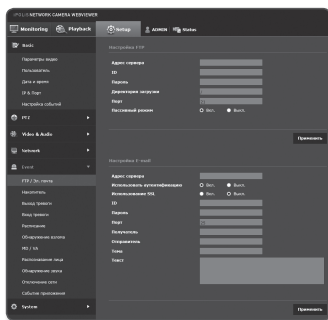 iPOLiS NETWORK CAMERA WEBVIEWER
Monitoring Playback Setup ADMIN Status
Basic
Параметры видео
Пользователь
Дата и время
IP & Порт
Настройка событий
PTZ
Video & Audio
Network
Event
FTP / Эл. почта
Накопитель
Выход тревоги
Вход тревоги
Расписание
Обнаружение взлома
MD / VA
Распознавание лица
Обнаружение звука
Отключение сети
Событие приложения
System
Настройка FTP
Адрес сервера
ID
Пароль
Директория загрузки
Порт
Пассивный режим Вкл. Выкл.
Применить
Настройка E-mail
Адрес сервера
Использовать аутентификацию Вкл. Выкл.
Использование SSL Вкл. Выкл.
ID
Пароль
Порт
Получатель
Отправитель
Тема
Текст
Применить